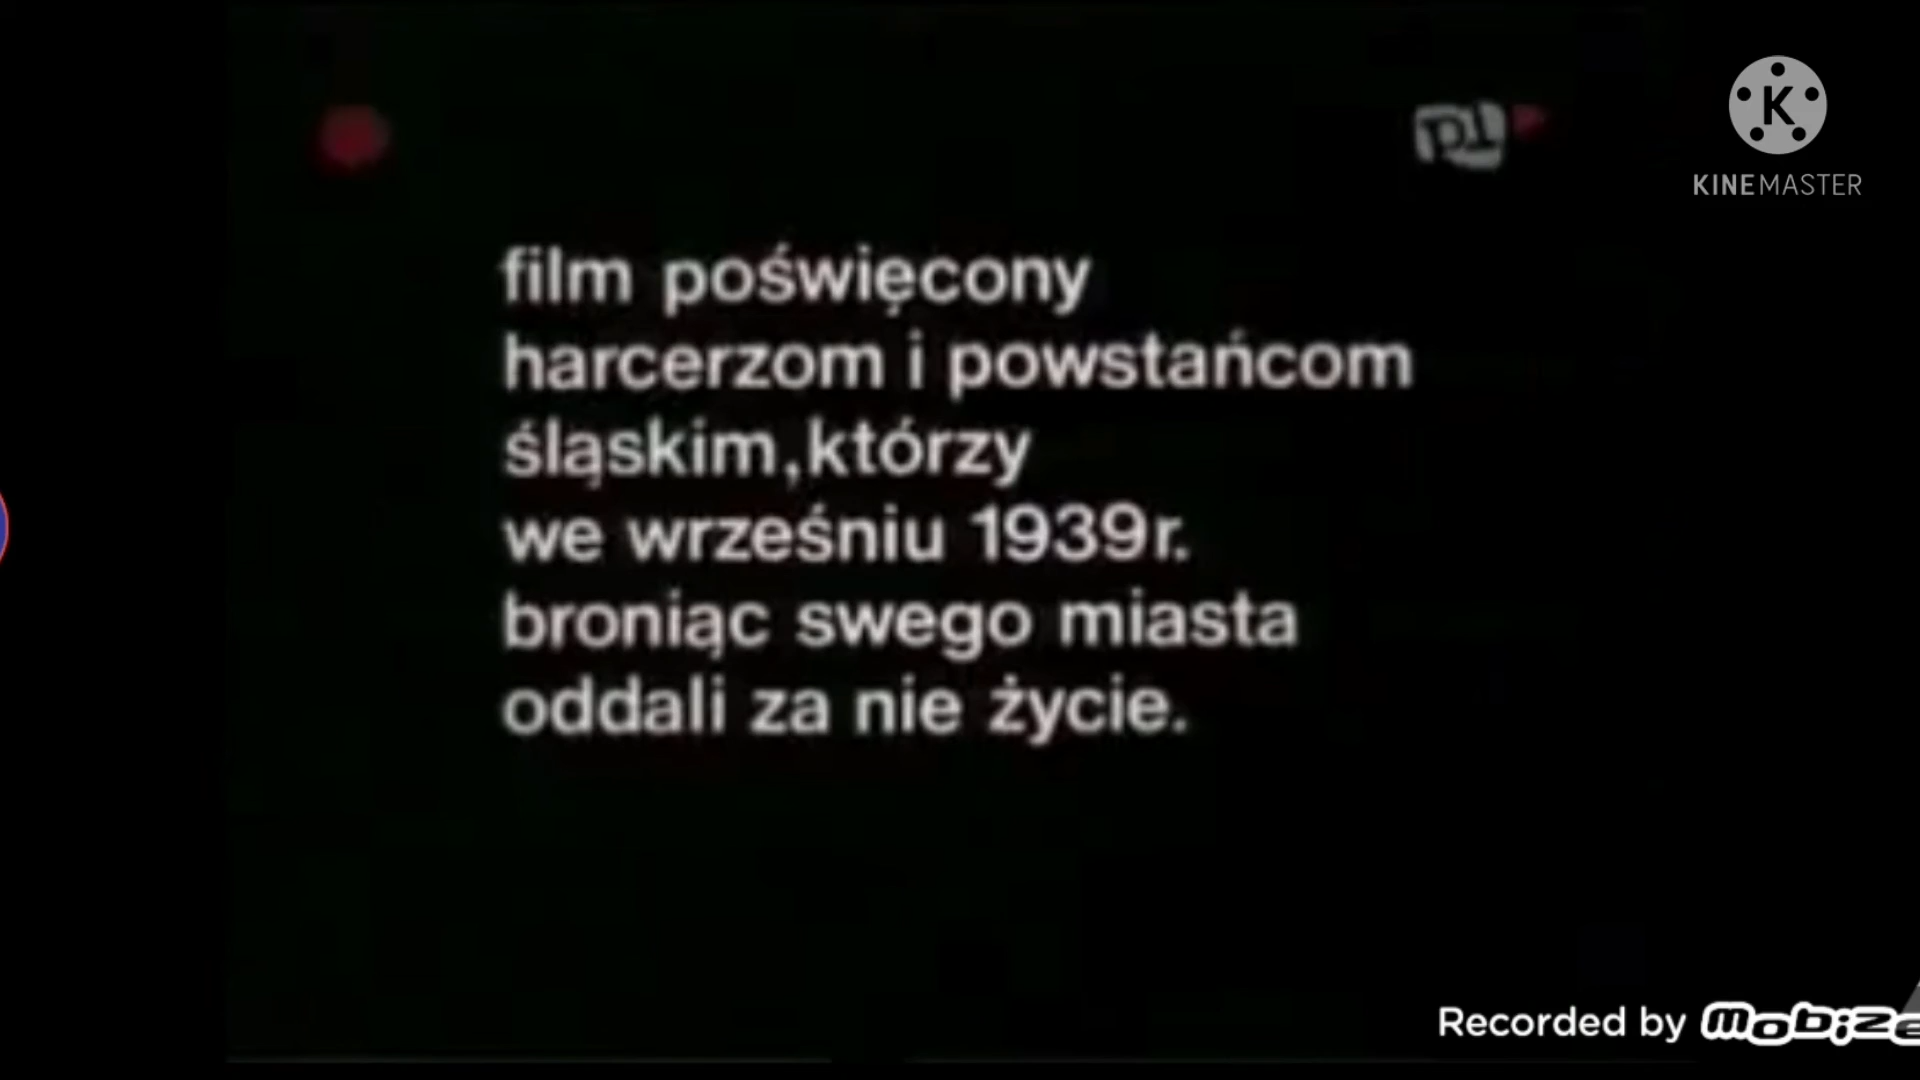 K
KINEMASTER
film poświęcony
harcerzom i powstańcom
śląskim,którzy
we wrześniu 1939r.
broniąc swego miasta
oddali za nie życie.
Recorded by